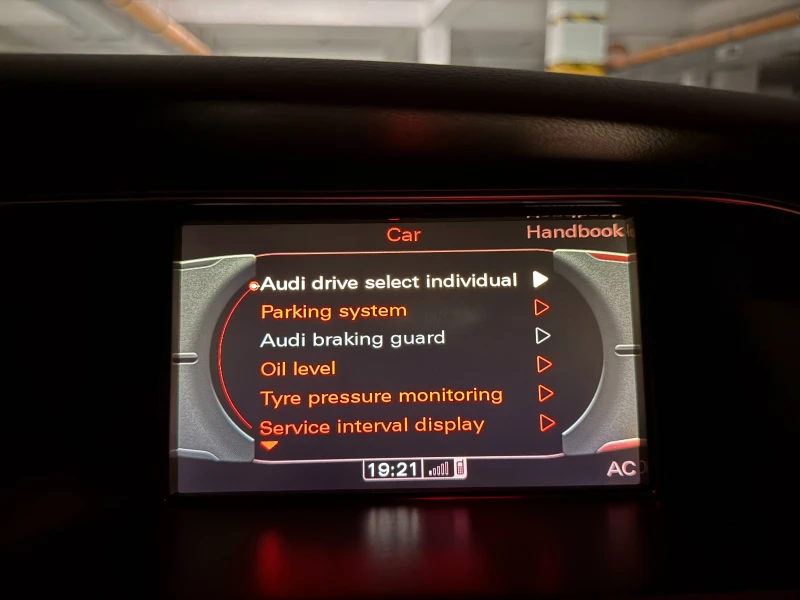 Car
Handbook
Audi drive select individual
Parking system
Audi braking guard
Oil level
Tyre pressure monitoring
Service interval display
19:21
AC